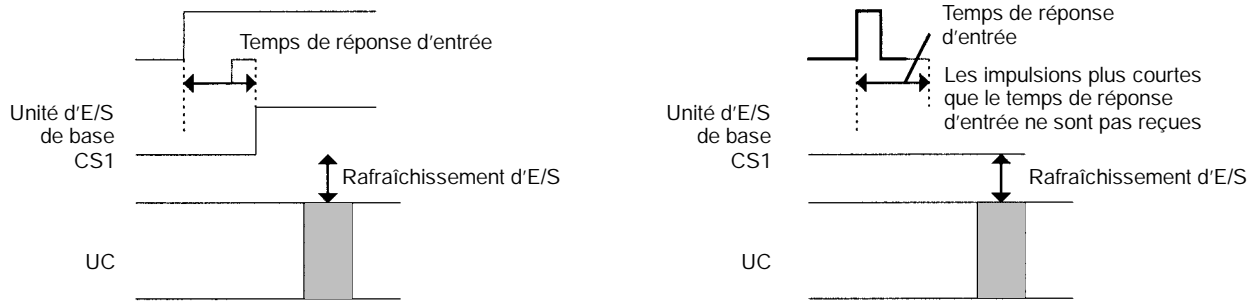 Temps de réponse d'entrée
Unité d'E/S
de base
CS1
Rafraîchissement d'E/S
UC
Temps de réponse
d'entrée
Les impulsions plus courtes
que le temps de réponse
d'entrée ne sont pas reçues
Unité d'E/S
de base
CS1
Rafraîchissement d'E/S
UC